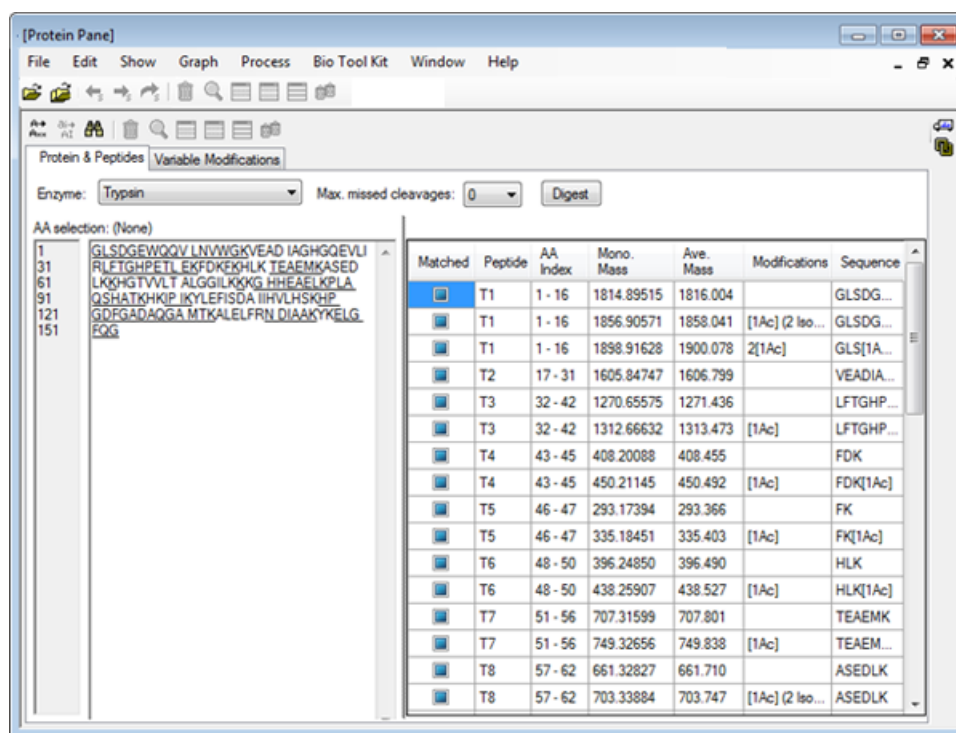 [Protein Pane]
File Edit Show Graph Process Bio Tool Kit Window Help
Protein & Peptides Variable Modifications
Enzyme: Trypsin Max. missed cleavages: 0 Digest
AA selection: (None)
1 GLSDGEWQQV LNVWGKVEAD IAGHGQEVLI
31 RLFTGHPETL EKFDKFKHLK TEAEMKASED
61 LKKHGTVVLT ALGGILKKKG HHEAELKPLA
91 QSHATKHKIP IKYLEFISDA IIHVLHSKHP
121 GDFGADAQGA MTKALELFRN DIAAKYKELG
151 FQG
Matched Peptide AA Index Mono. Mass Ave. Mass Modifications Sequence
T1 1 - 16 1814.89515 1816.004 GLSDG...
T1 1 - 16 1856.90571 1858.041 [1Ac] (2 Iso... GLSDG...
T1 1 - 16 1898.91628 1900.078 2[1Ac] GLS[1A...
T2 17 - 31 1605.84747 1606.799 VEADIA...
T3 32 - 42 1270.65575 1271.436 LFTGHP...
T3 32 - 42 1312.66632 1313.473 [1Ac] LFTGHP...
T4 43 - 45 408.20088 408.455 FDK
T4 43 - 45 450.21145 450.492 [1Ac] FDK[1Ac]
T5 46 - 47 293.17394 293.366 FK
T5 46 - 47 335.18451 335.403 [1Ac] FK[1Ac]
T6 48 - 50 396.24850 396.490 HLK
T6 48 - 50 438.25907 438.527 [1Ac] HLK[1Ac]
T7 51 - 56 707.31599 707.801 TEAEMK
T7 51 - 56 749.32656 749.838 [1Ac] TEAEM...
T8 57 - 62 661.32827 661.710 ASEDLK
T8 57 - 62 703.33884 703.747 [1Ac] (2 Iso... ASEDLK